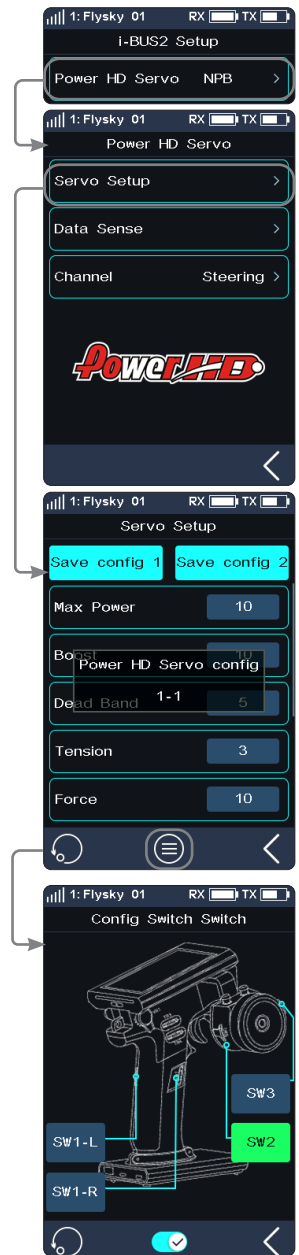 1: Flysky 01 RX TX
i-BUS2 Setup
Power HD Servo NPB >
1: Flysky 01 RX TX
Power HD Servo
Servo Setup >
Data Sense >
Channel Steering >
Power HD
1: Flysky 01 RX TX
Servo Setup
Save config 1 Save config 2
Max Power 10
Boost 10
Power HD Servo config
1-1
Dead Band 5
Tension 3
Force 10
1: Flysky 01 RX TX
Config Switch Switch
SW3
SW1-L SW2
SW1-R